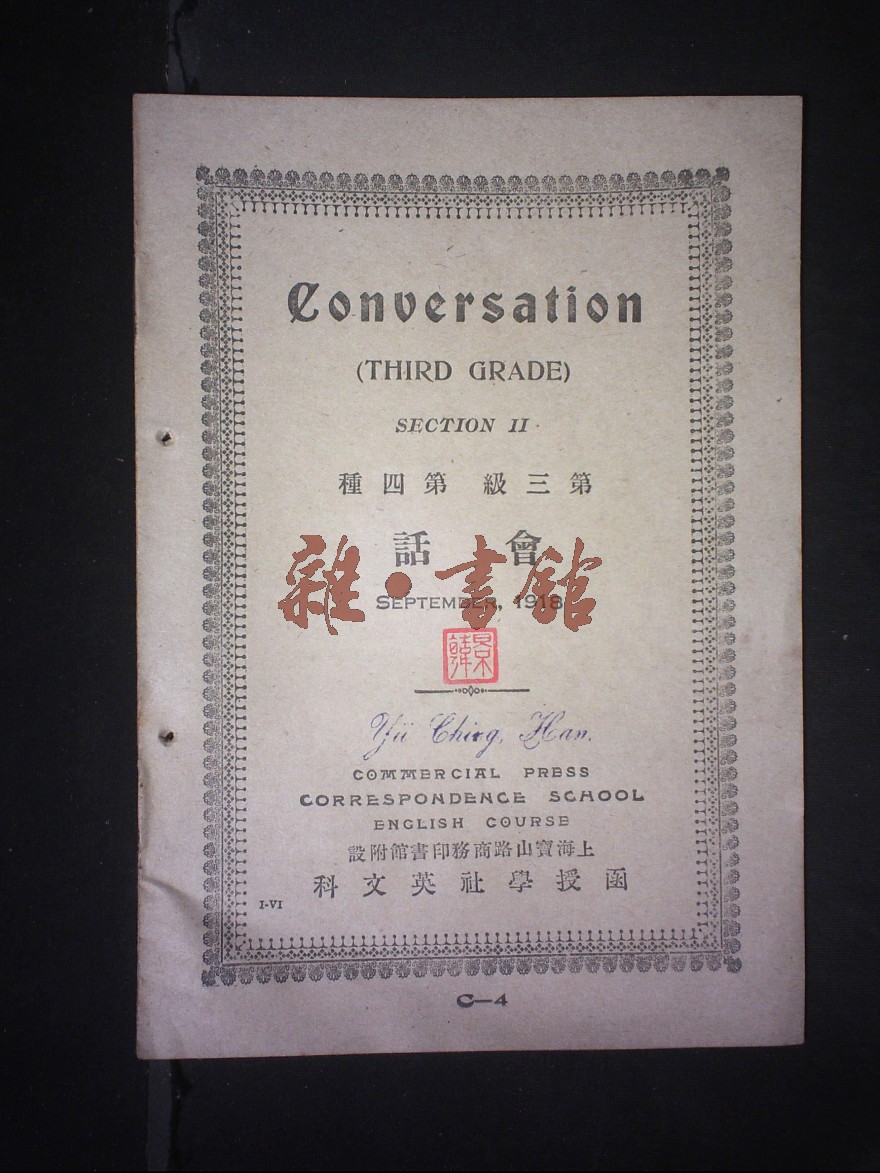 Conversation
(THIRD GRADE)
SECTION II
第三級 第四種
會話
雜·書館
SEPTEMBER, 1918
景韓
Yü Ching, Han.
COMMERCIAL PRESS
CORRESPONDENCE SCHOOL
ENGLISH COURSE
上海寶山路商務印書館附設
函授學社英文科
I-VI
C—4